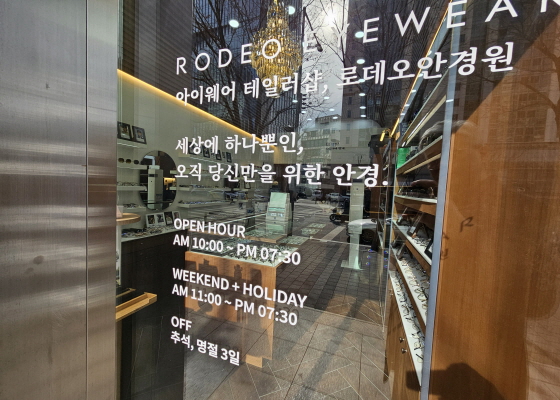 RODEO EYEWEAR
아이웨어 테일러샵, 로데오안경원
세상에 하나뿐인,
오직 당신만을 위한 안경.
OPEN HOUR
AM 10:00 ~ PM 07:30
WEEKEND + HOLIDAY
AM 11:00 ~ PM 07:30
OFF
추석, 명절 3일